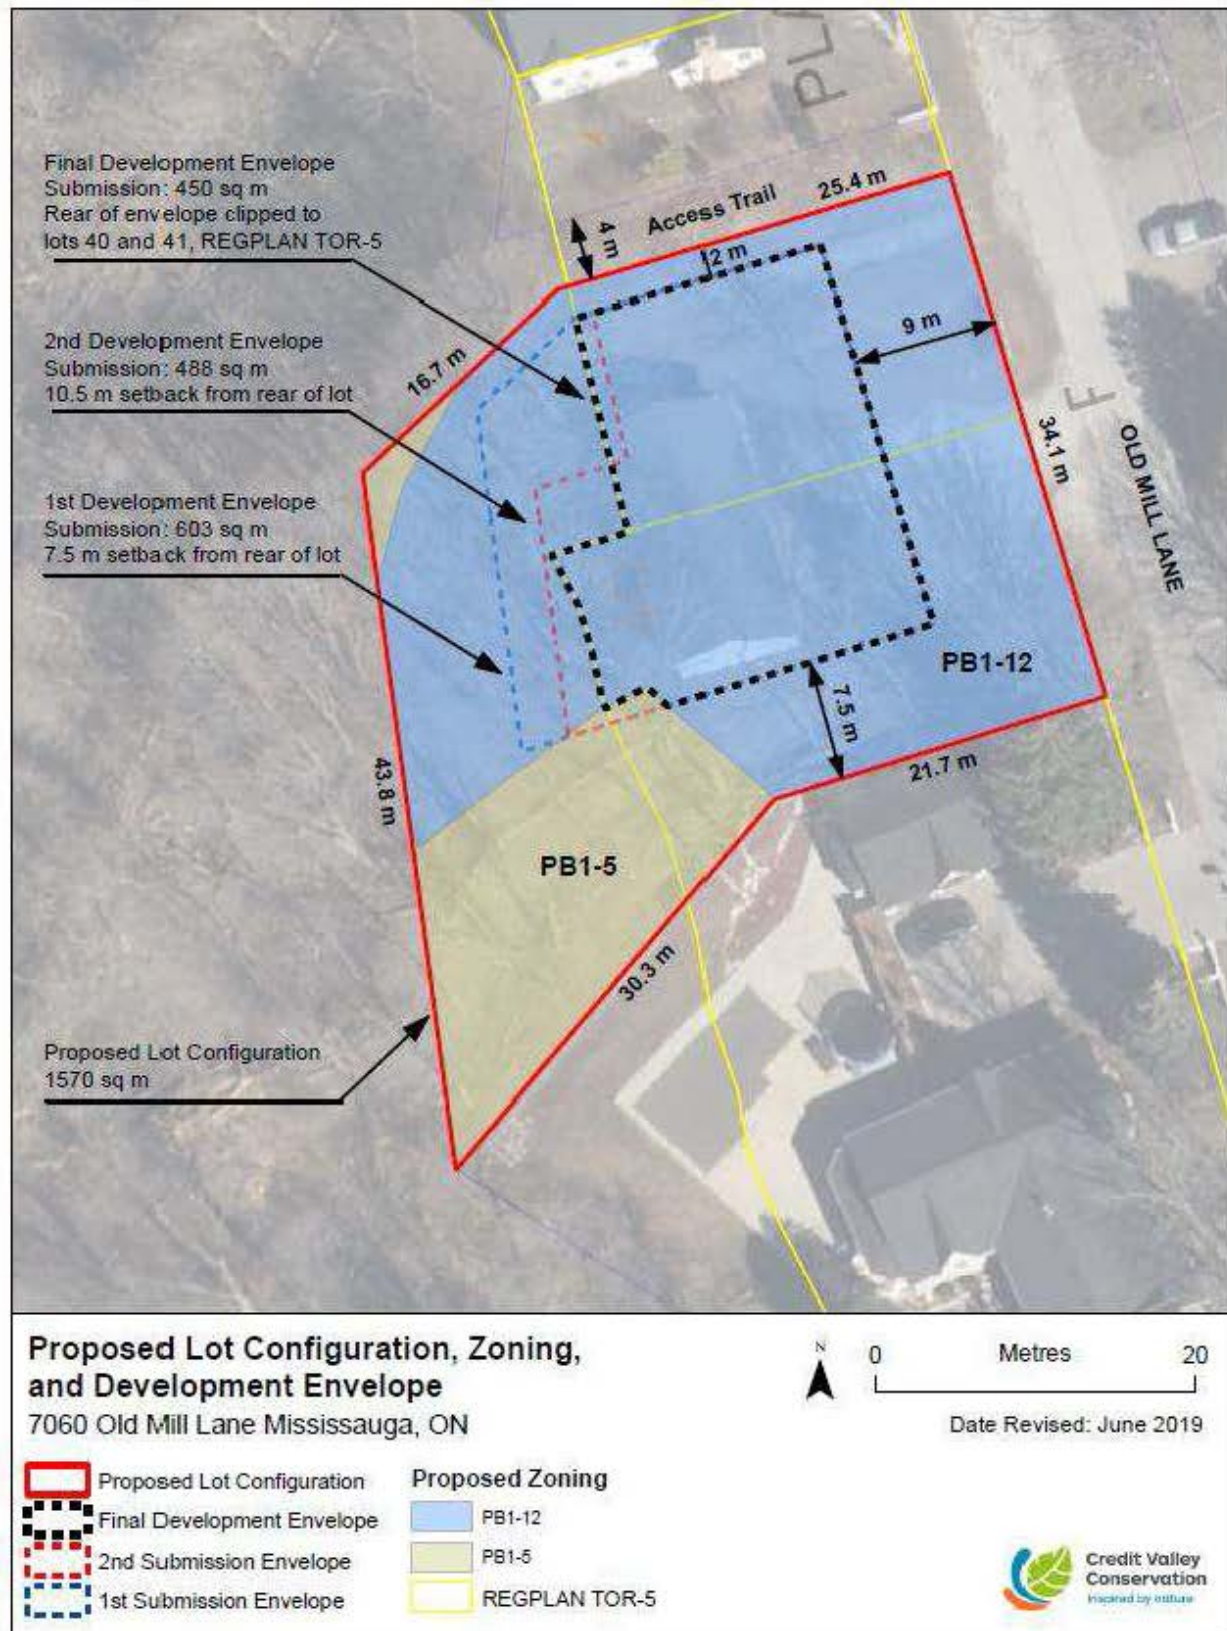 PLA
Final Development Envelope
Submission: 450 sq m
Rear of envelope clipped to
lots 40 and 41, REGPLAN TOR-5
2nd Development Envelope
Submission: 488 sq m
10.5 m setback from rear of lot
1st Development Envelope
Submission: 603 sq m
7.5 m setback from rear of lot
Proposed Lot Configuration
1570 sq m
4 m
Access Trail
25.4 m
2 m
16.7 m
9 m
F
34.1 m
OLD MILL LANE
PB1-12
7.5 m
21.7 m
43.8 m
PB1-5
30.3 m
Proposed Lot Configuration, Zoning,
and Development Envelope
7060 Old Mill Lane Mississauga, ON
N
0 Metres 20
Date Revised: June 2019
Proposed Lot Configuration
Final Development Envelope
2nd Submission Envelope
1st Submission Envelope
Proposed Zoning
PB1-12
PB1-5
REGPLAN TOR-5
Credit Valley
Conservation
inspired by nature